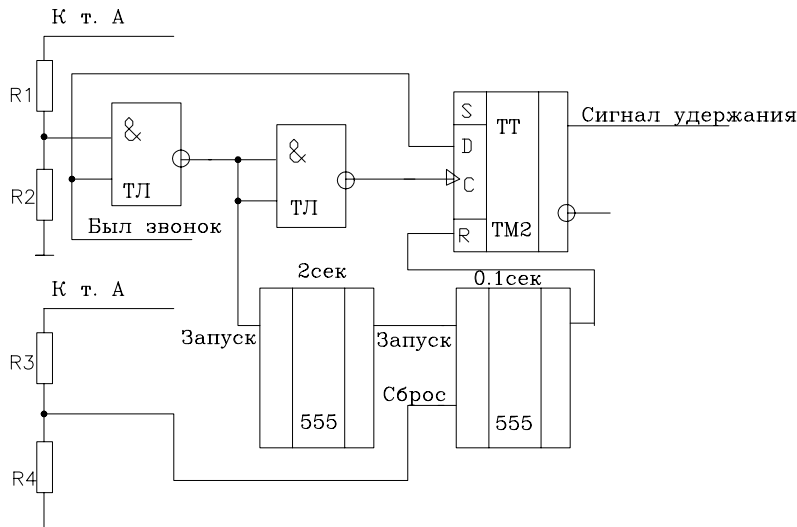 К т. А
R1
&
ТЛ
R2
Был звонок
&
ТЛ
S
TT
D
C
R
TM2
Сигнал удержания
К т. А
R3
R4
2сек
Запуск
555
0.1сек
Запуск
Сброс
555